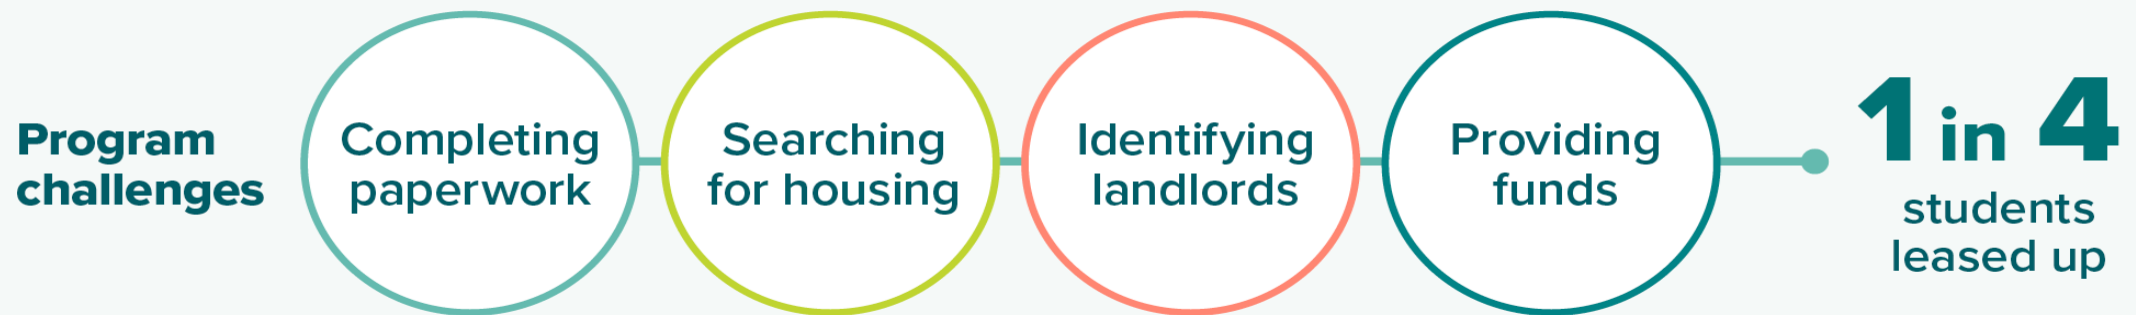 Program
challenges
Completing
paperwork
Searching
for housing
Identifying
landlords
Providing
funds
1 in 4
students
leased up